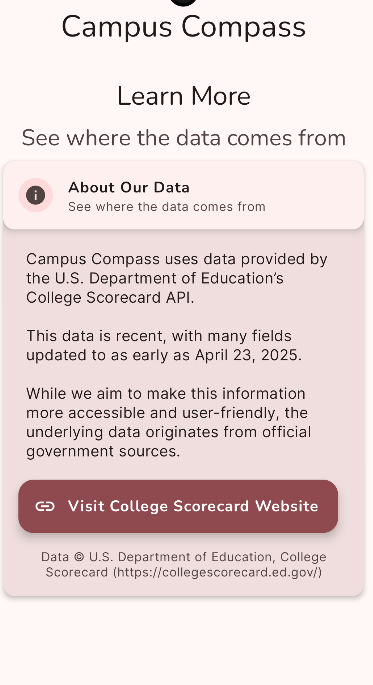 Campus Compass
Learn More
See where the data comes from
About Our Data
See where the data comes from
Campus Compass uses data provided by
the U.S. Department of Education’s
College Scorecard API.
This data is recent, with many fields
updated to as early as April 23, 2025.
While we aim to make this information
more accessible and user-friendly, the
underlying data originates from official
government sources.
Visit College Scorecard Website
Data © U.S. Department of Education, College
Scorecard (https://collegescorecard.ed.gov/)